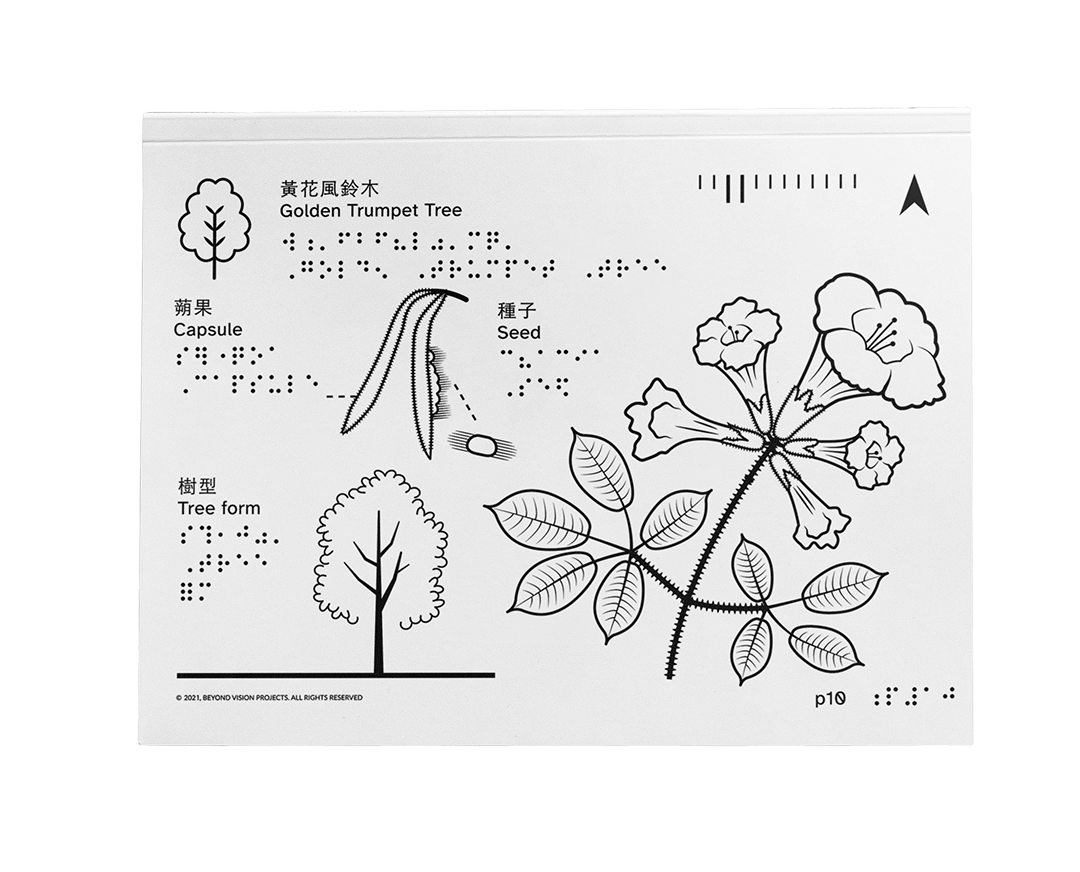 黃花風鈴木
Golden Trumpet Tree
蒴果
Capsule
種子
Seed
樹型
Tree form
© 2021, BEYOND VISION PROJECTS. ALL RIGHTS RESERVED
p10